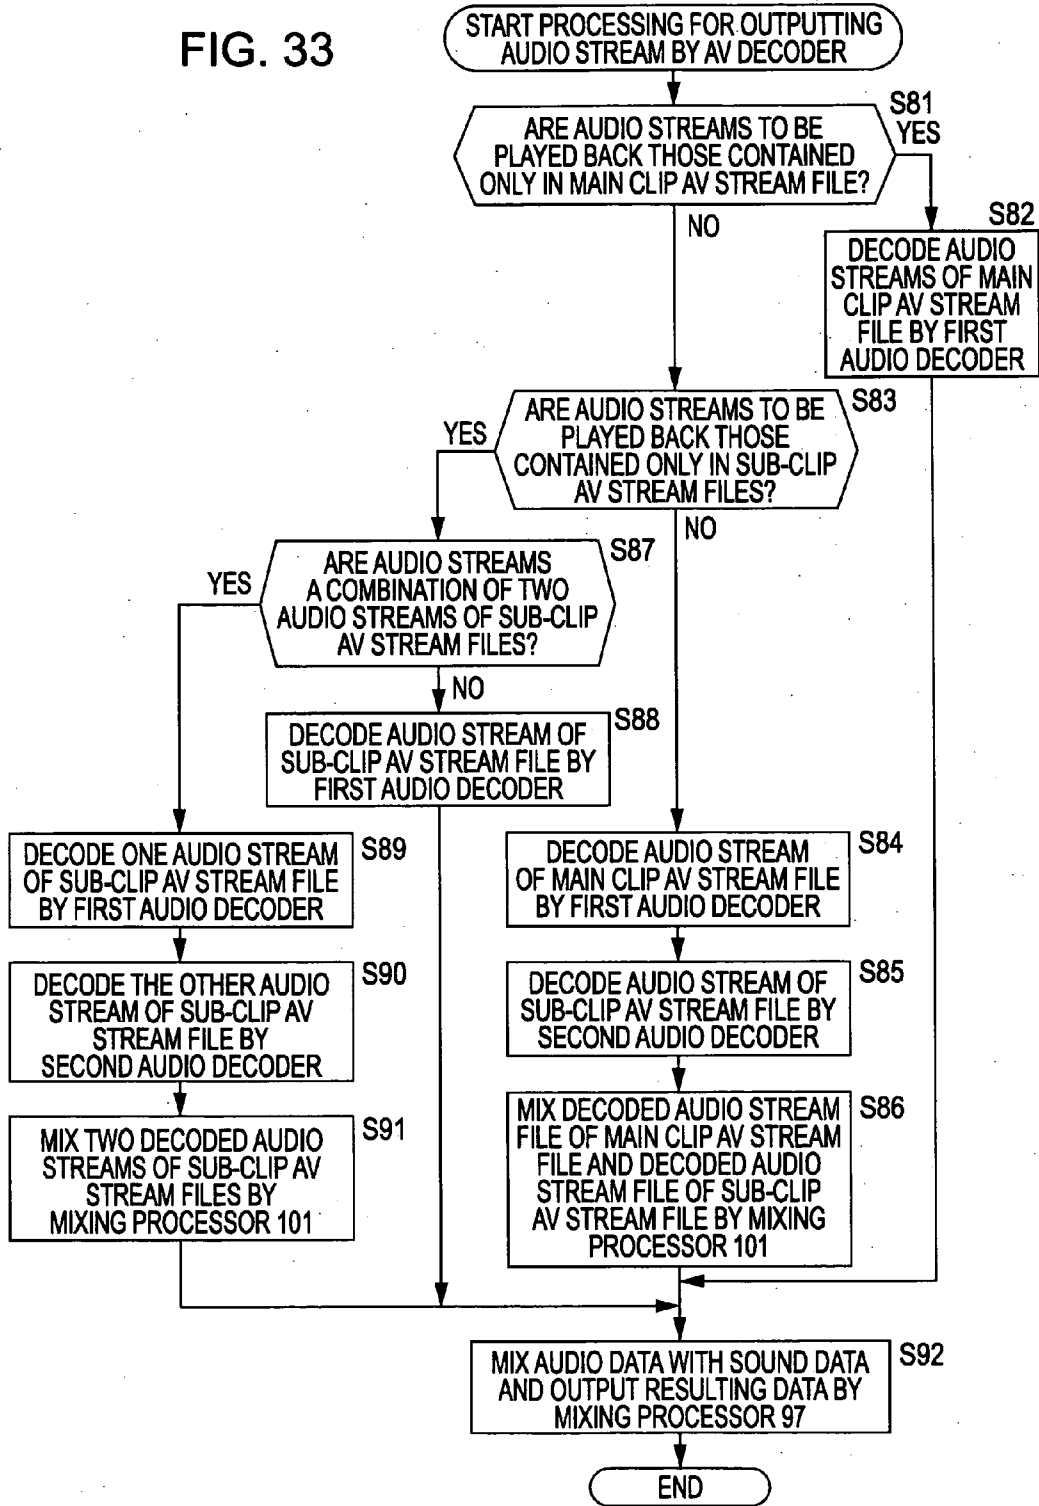 FIG. 33
START PROCESSING FOR OUTPUTTING
AUDIO STREAM BY AV DECODER
S81
ARE AUDIO STREAMS TO BE
PLAYED BACK THOSE CONTAINED
ONLY IN MAIN CLIP AV STREAM FILE?
YES
NO
S82
DECODE AUDIO
STREAMS OF MAIN
CLIP AV STREAM
FILE BY FIRST
AUDIO DECODER
S83
ARE AUDIO STREAMS TO BE
PLAYED BACK THOSE
CONTAINED ONLY IN SUB-CLIP
AV STREAM FILES?
YES
NO
S87
ARE AUDIO STREAMS
A COMBINATION OF TWO
AUDIO STREAMS OF SUB-CLIP
AV STREAM FILES?
YES
NO
S88
DECODE AUDIO STREAM OF
SUB-CLIP AV STREAM FILE BY
FIRST AUDIO DECODER
S89
DECODE ONE AUDIO STREAM
OF SUB-CLIP AV STREAM FILE
BY FIRST AUDIO DECODER
S84
DECODE AUDIO STREAM
OF MAIN CLIP AV STREAM FILE
BY FIRST AUDIO DECODER
S90
DECODE THE OTHER AUDIO
STREAM OF SUB-CLIP AV
STREAM FILE BY
SECOND AUDIO DECODER
S85
DECODE AUDIO STREAM OF
SUB-CLIP AV STREAM FILE BY
SECOND AUDIO DECODER
S91
MIX TWO DECODED AUDIO
STREAMS OF SUB-CLIP AV
STREAM FILES BY
MIXING PROCESSOR 101
S86
MIX DECODED AUDIO STREAM
FILE OF MAIN CLIP AV STREAM
FILE AND DECODED AUDIO
STREAM FILE OF SUB-CLIP
AV STREAM FILE BY MIXING
PROCESSOR 101
S92
MIX AUDIO DATA WITH SOUND DATA
AND OUTPUT RESULTING DATA BY
MIXING PROCESSOR 97
END